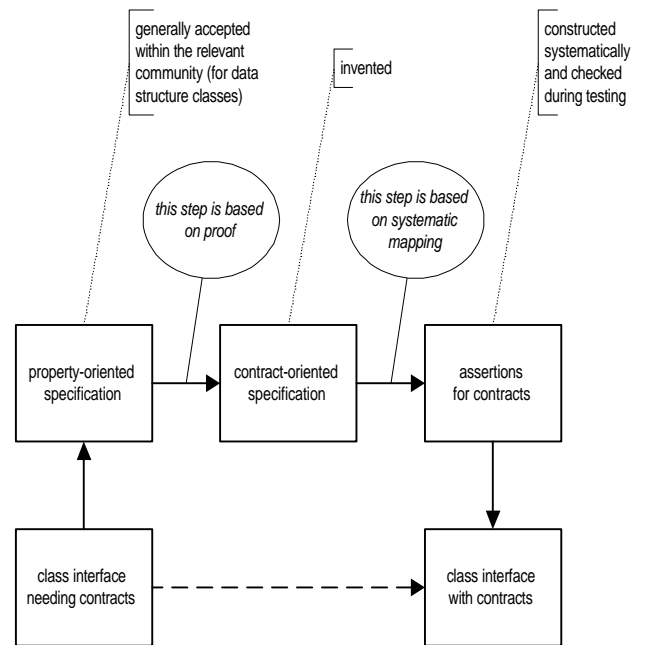 generally accepted
within the relevant
community (for data
structure classes)
invented
constructed
systematically
and checked
during testing
this step is based
on proof
this step is based
on systematic
mapping
property-oriented
specification
contract-oriented
specification
assertions
for contracts
class interface
needing contracts
class interface
with contracts